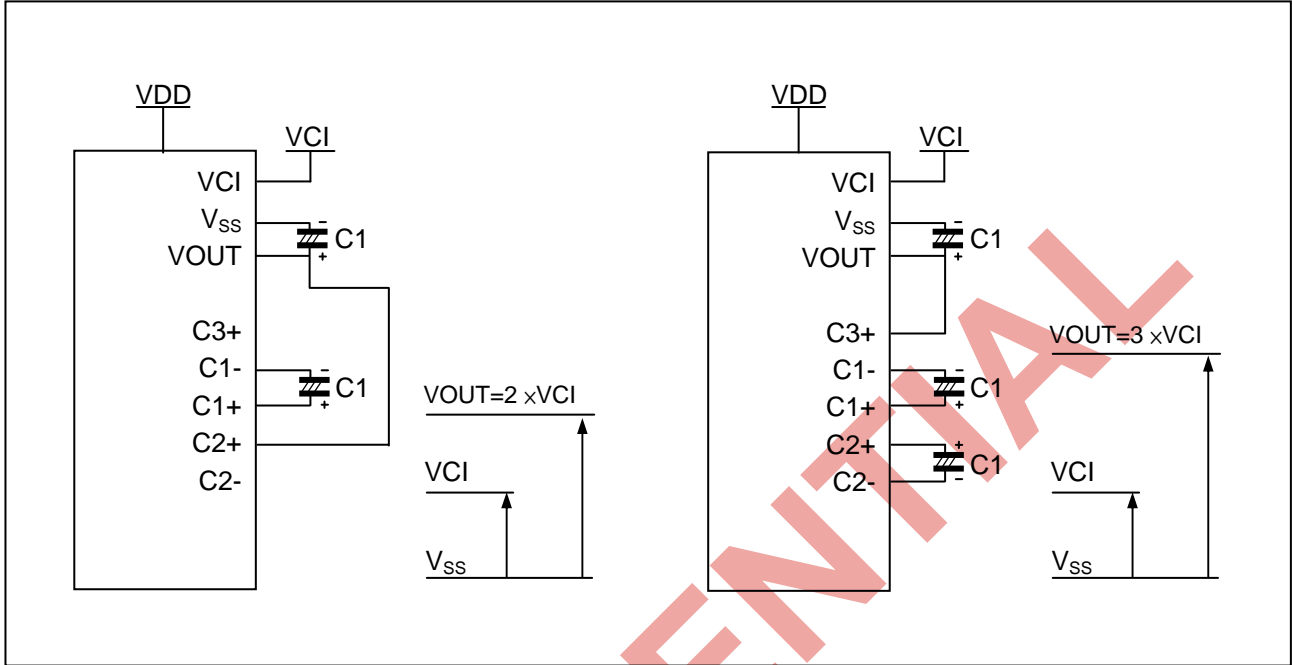 VDD
VCI
VCI
VSS
VOUT
C3+
C1-
C1+
C2+
C2-
- C1 +
- C1 +
VOUT=2 ×VCI
VCI
VSS
VDD
VCI
VCI
VSS
VOUT
C3+
C1-
C1+
C2+
C2-
- C1 +
- C1 +
+ C1 -
VOUT=3 ×VCI
VCI
VSS
ENTIAL